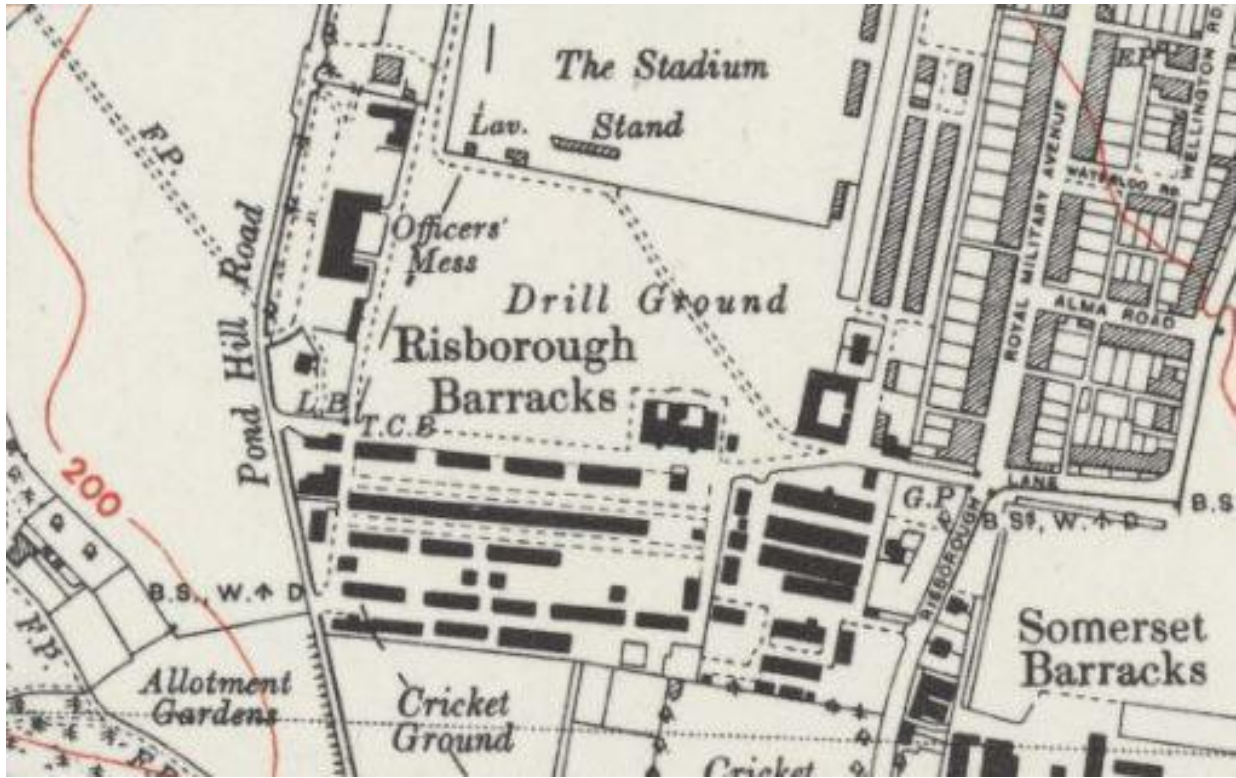 The Stadium
Stand
Lav.
F.P.
F.P.
WELLINGTON RD
ROYAL MILITARY AVENUE
WATERLOO RD.
Officers'
Mess
Pond Hill Road
Drill Ground
ALMA ROAD
Risborough
Barracks
L.B
T.C.B
200
G.P
LANE
B.S
B.Ss, W.↑D
RISBOROUGH
B.S., W.↑D
Somerset
Barracks
F.P.
Allotment
Gardens
Cricket
Ground
F.P.
Cricket